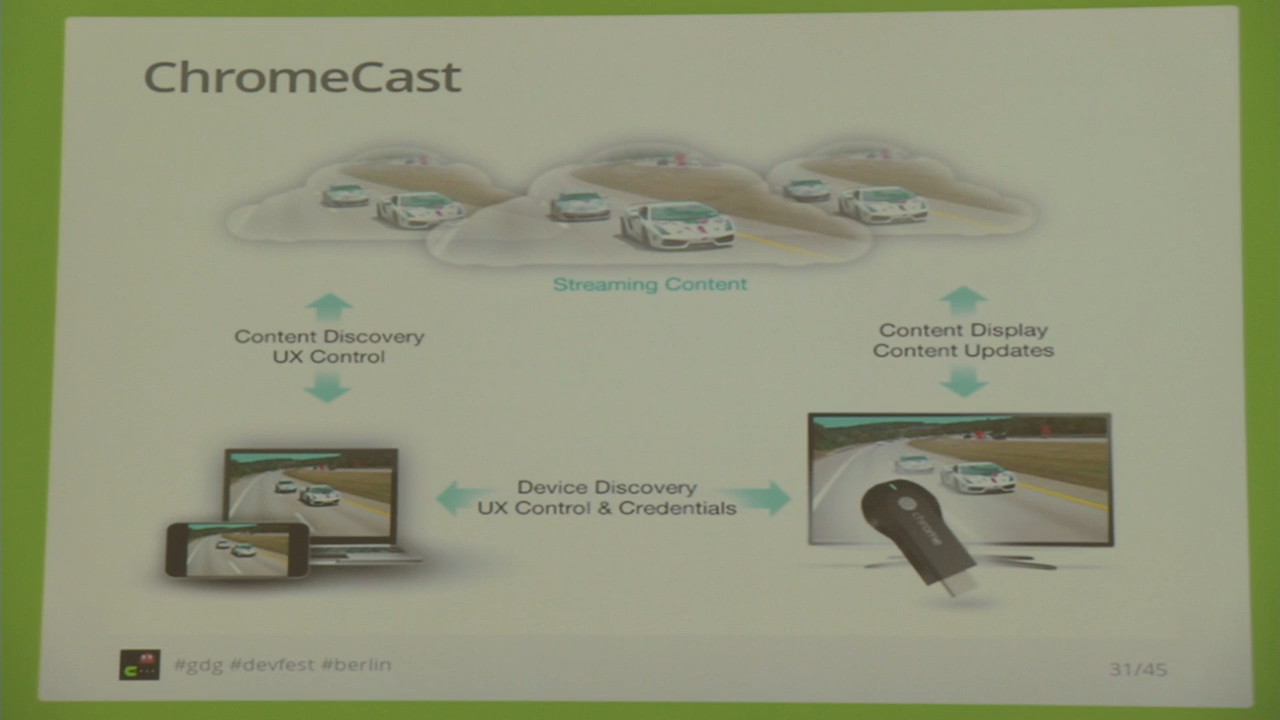 ChromeCast
Streaming Content
Content Discovery
UX Control
Content Display
Content Updates
Device Discovery
UX Control & Credentials
chrome
#gdg #devfest #berlin
31/45